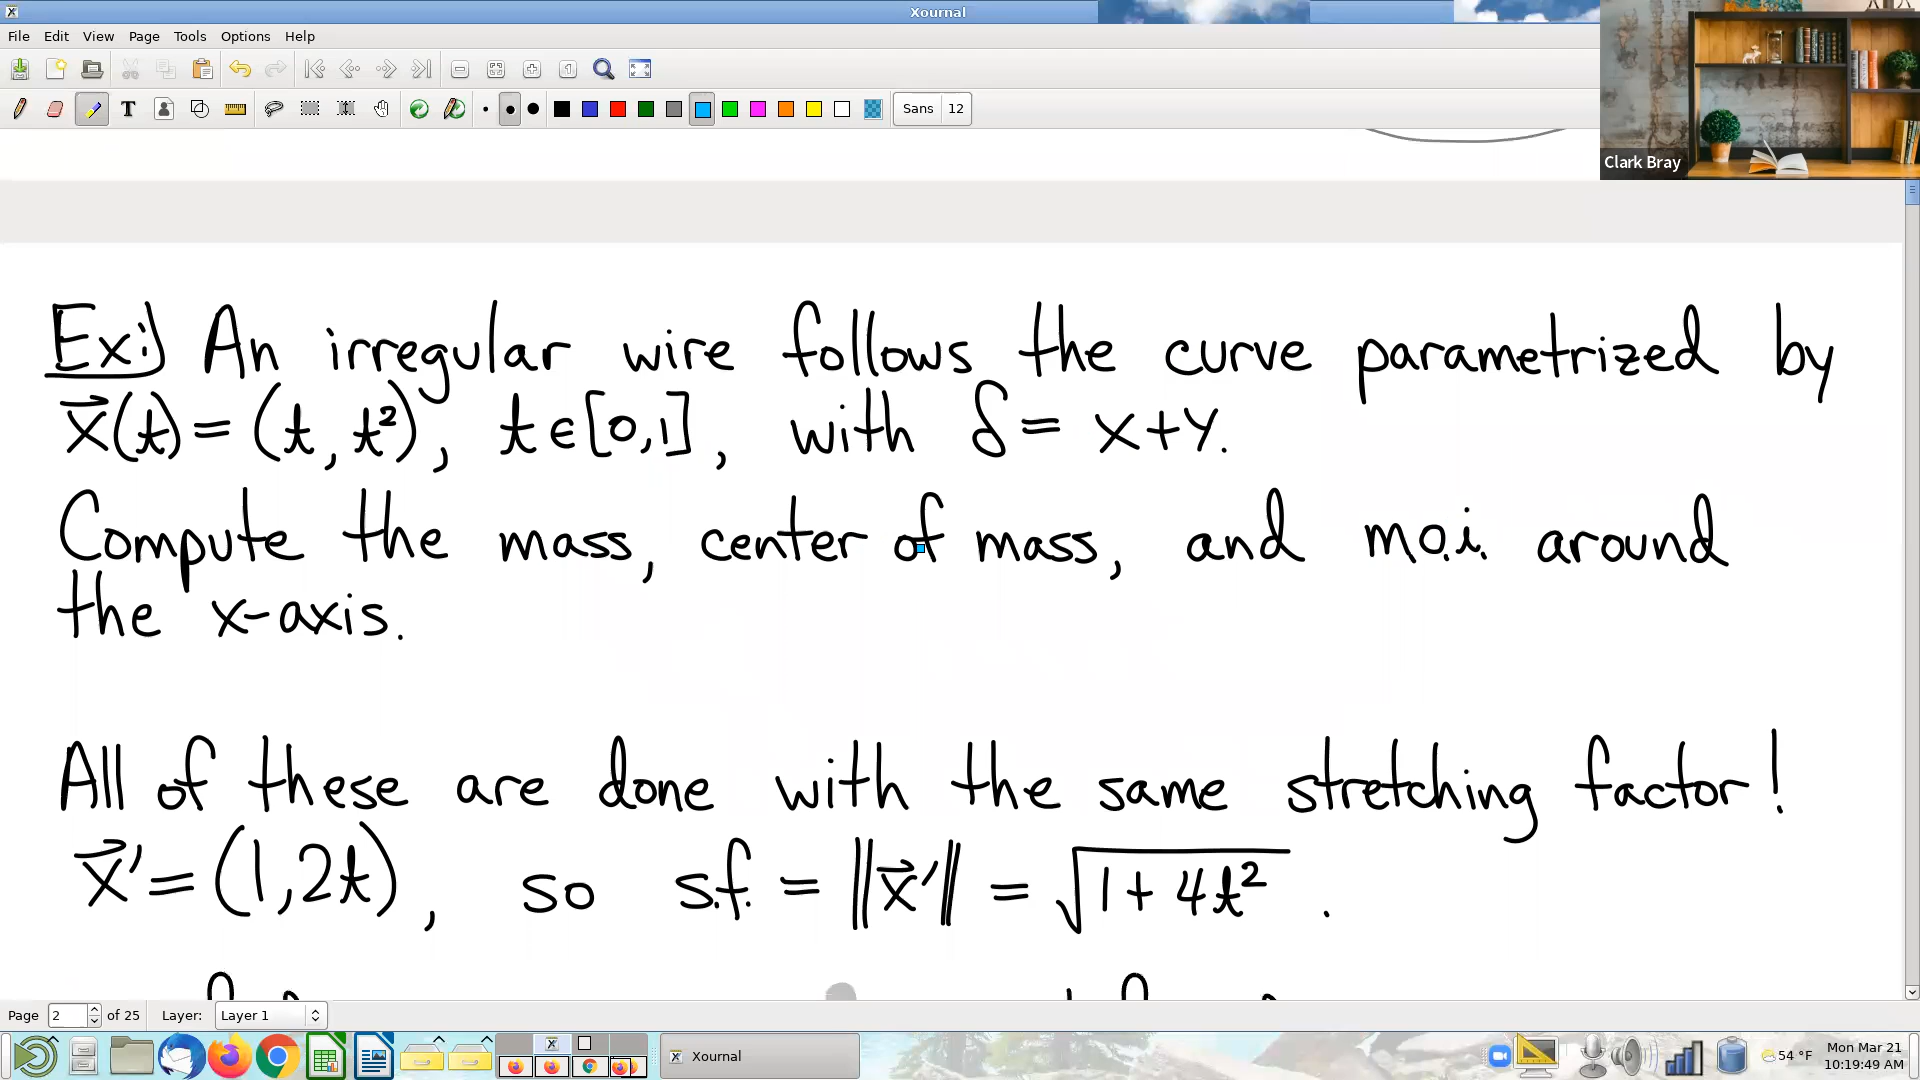 Xournal
File Edit View Page Tools Options Help
Sans 12
Clark Bray
Ex:) An irregular wire follows the curve parametrized by
x⃗(t) = (t, t²), t ∈ [0,1], with δ = x+y.
Compute the mass, center of mass, and m.o.i. around
the x-axis.
All of these are done with the same stretching factor!
x⃗' = (1, 2t), so s.f. = ‖x⃗'‖ = √(1 + 4t²) .
Page 2 of 25 Layer: Layer 1
Xournal
54 °F
Mon Mar 21
10:19:49 AM